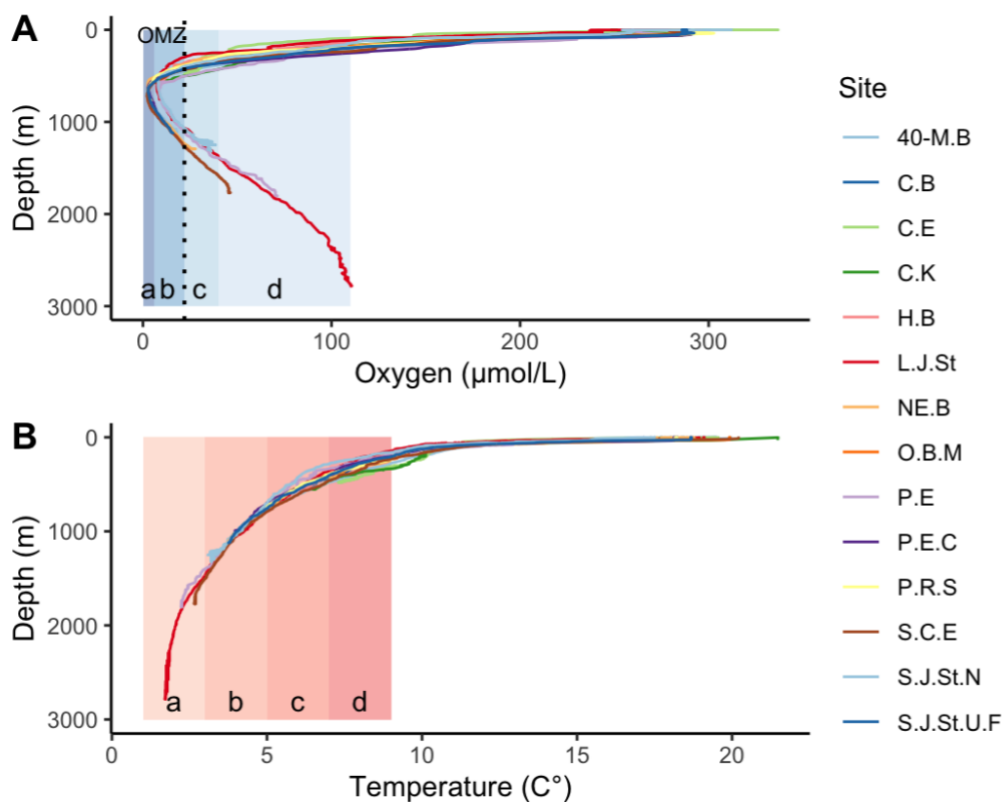 A
OMZ
0
1000
2000
3000
Depth (m)
a b c d
0 100 200 300
Oxygen (µmol/L)
B
0
1000
2000
3000
Depth (m)
a b c d
0 5 10 15 20
Temperature (C°)
Site
40-M.B
C.B
C.E
C.K
H.B
L.J.St
NE.B
O.B.M
P.E
P.E.C
P.R.S
S.C.E
S.J.St.N
S.J.St.U.F